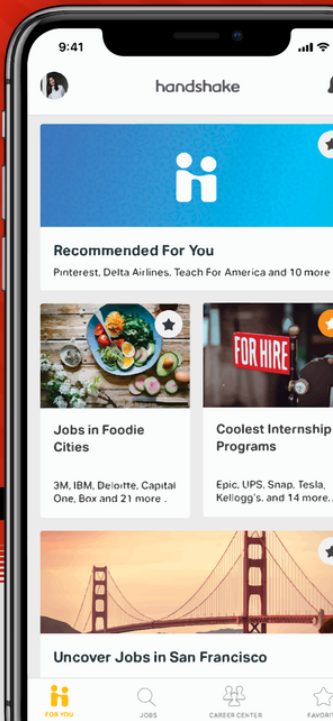 9:41
handshake
Recommended For You
Pinterest, Delta Airlines, Teach For America and 10 more
FOR HIRE
Jobs in Foodie
Cities
3M, IBM, Deloitte, Capital
One, Box and 21 more .
Coolest Internship
Programs
Epic, UPS, Snap, Tesla,
Kellogg's, and 14 more.
Uncover Jobs in San Francisco
FOR YOU
JOBS
CAREER CENTER
FAVORI